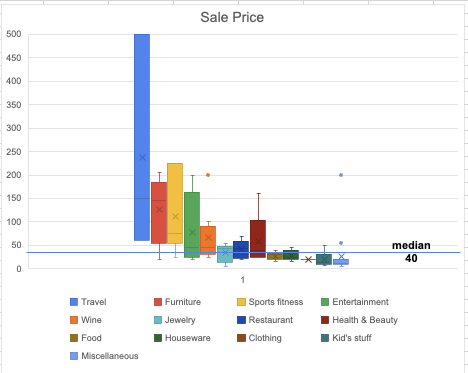 Sale Price
500
450
400
350
300
250
200
150
100
50
0
median
40
1
Travel Furniture Sports fitness Entertainment
Wine Jewelry Restaurant Health & Beauty
Food Houseware Clothing Kid's stuff
Miscellaneous